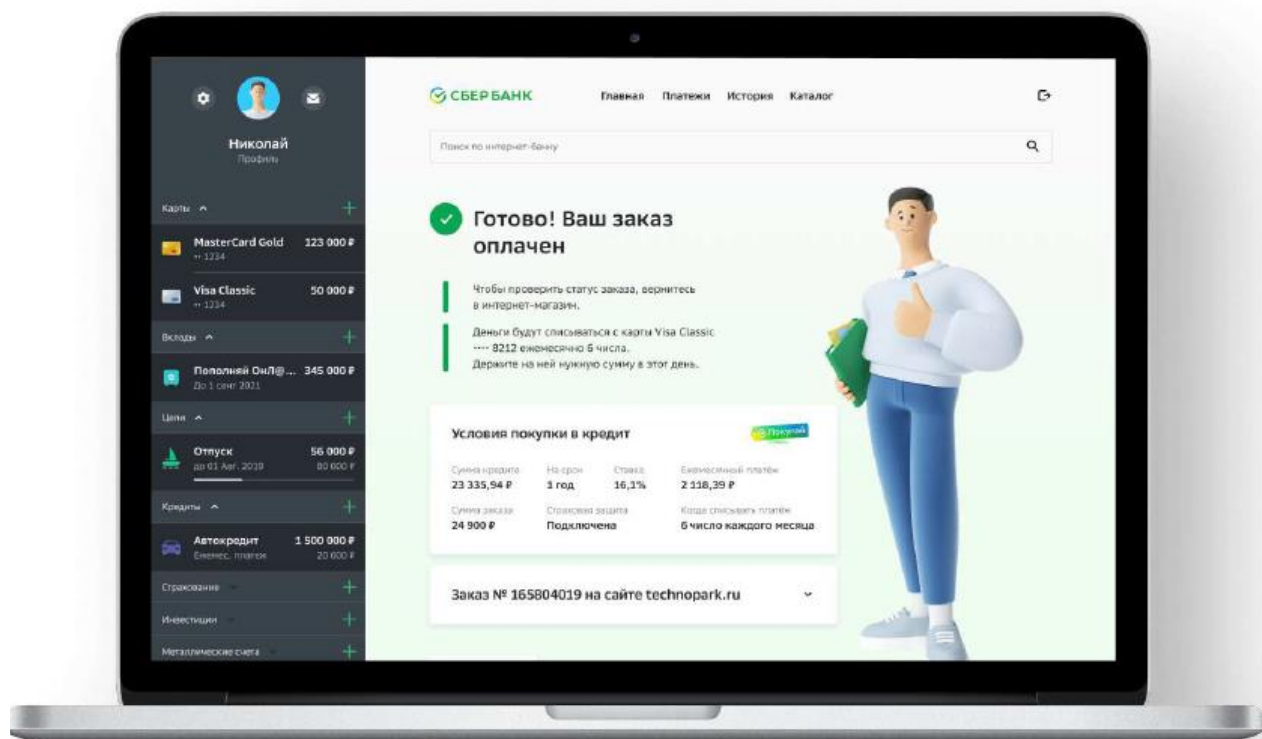 Николай
Профиль
Карты
MasterCard Gold 123 000 ₽
•• 1234
Visa Classic 50 000 ₽
•• 1234
Вклады
Пополняй ОнЛ@... 345 000 ₽
До 1 сент 2021
Цели
Отпуск 56 000 ₽
до 01 Авг. 2019 80 000 ₽
Кредиты
Автокредит 1 500 000 ₽
Ежемес. платеж 20 000 ₽
Страхование
Инвестиции
Металлические счета
СБЕР БАНК
Главная Платежи История Каталог
Поиск по интернет-банку
Готово! Ваш заказ
оплачен
Чтобы проверить статус заказа, вернитесь
в интернет-магазин.
Деньги будут списываться с карты Visa Classic
···· 8212 ежемесячно 6 числа.
Держите на ней нужную сумму в этот день.
Условия покупки в кредит
Покупай
Сумма кредита На срок Ставка Ежемесячный платёж
23 335,94 ₽ 1 год 16,1% 2 118,39 ₽
Сумма заказа Страховая защита Когда списывать платёж
24 900 ₽ Подключена 6 число каждого месяца
Заказ № 165804019 на сайте technopark.ru